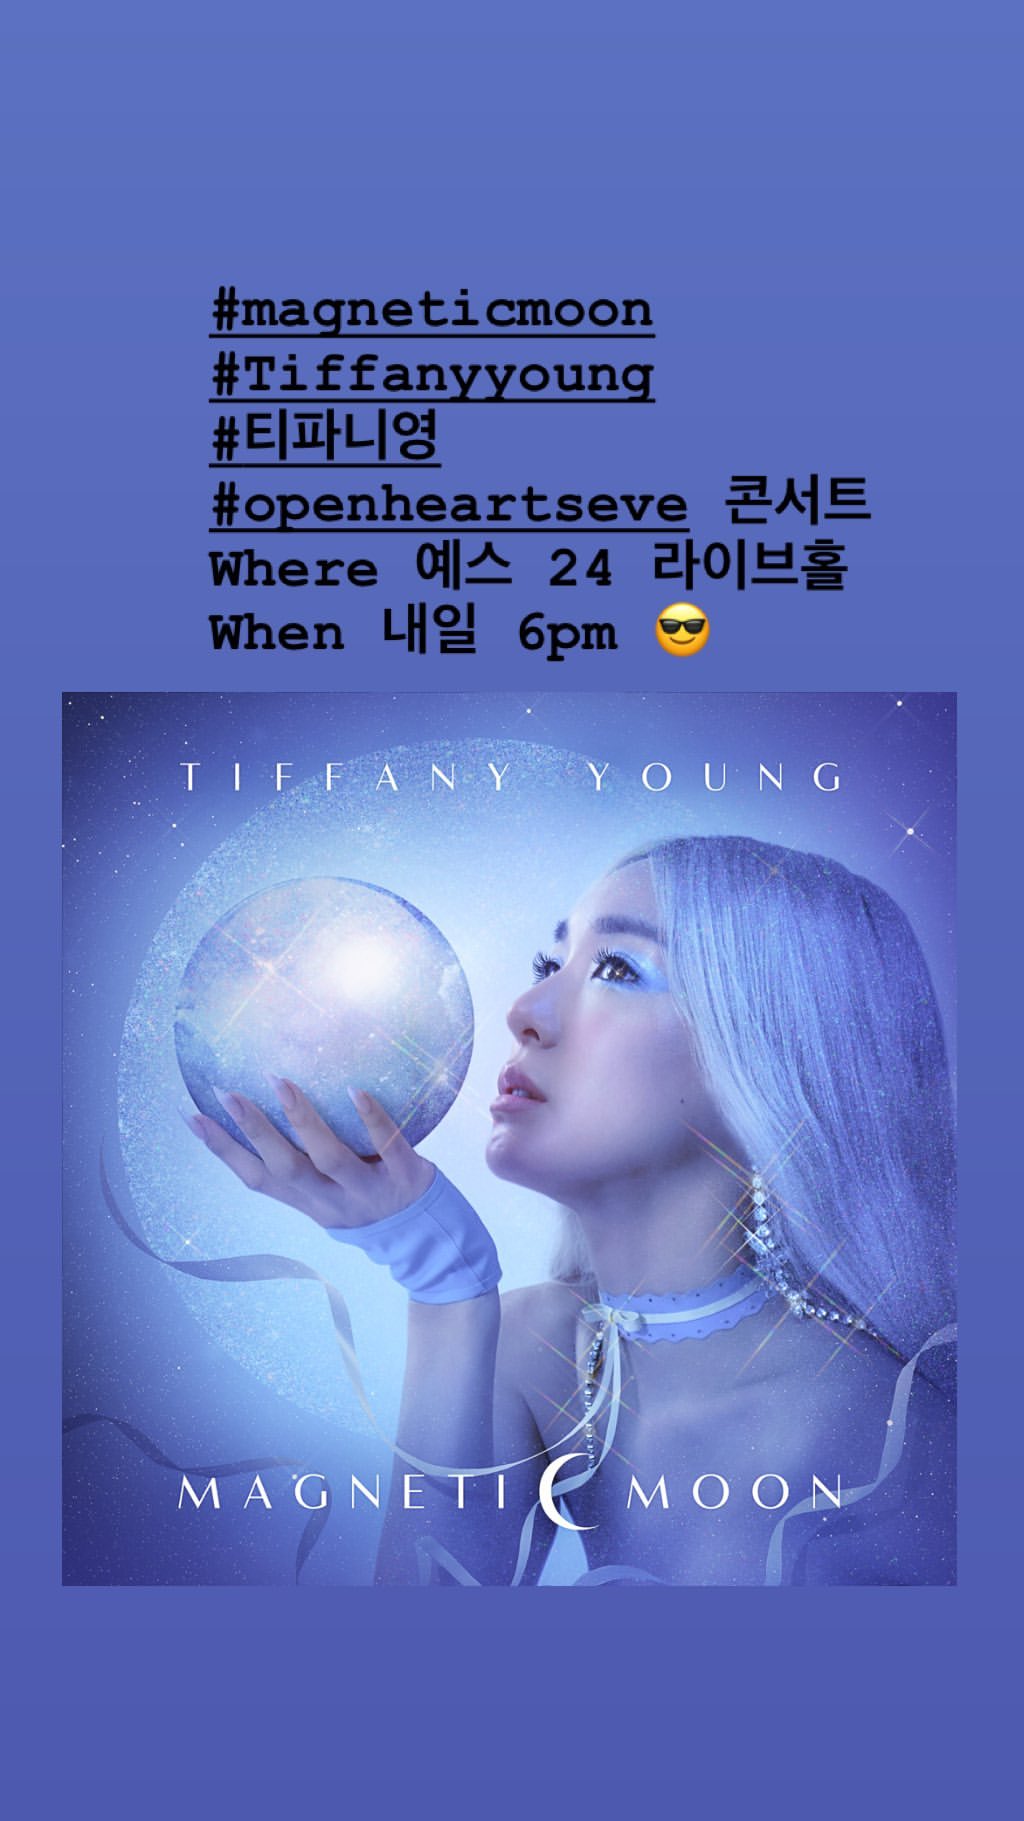 #magneticmoon
#Tiffanyyoung
#티파니영
#openheartseve 콘서트
Where 예스 24 라이브홀
When 내일 6pm 😎
TIFFANY YOUNG
MAGNETIC MOON